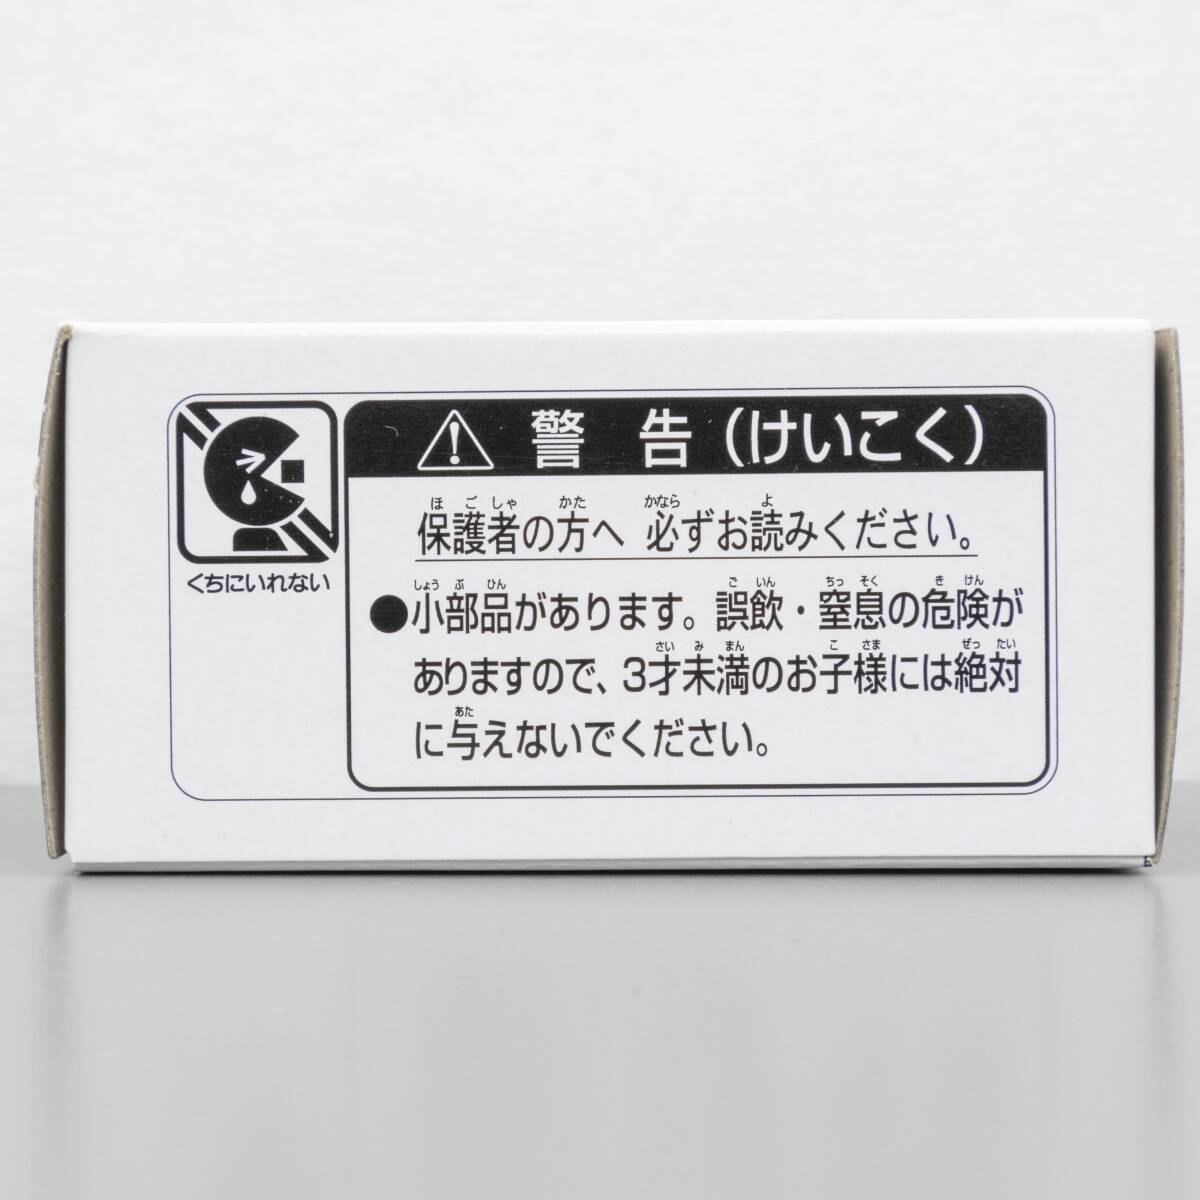 警告（けいこく）
くちにいれない
ほごしゃ かた かなら よ
保護者の方へ 必ずお読みください。
しょうぶひん ごいん ちっそく きけん
●小部品があります。誤飲・窒息の危険が
さいみまん こさま ぜったい
ありますので、3才未満のお子様には絶対
あた
に与えないでください。